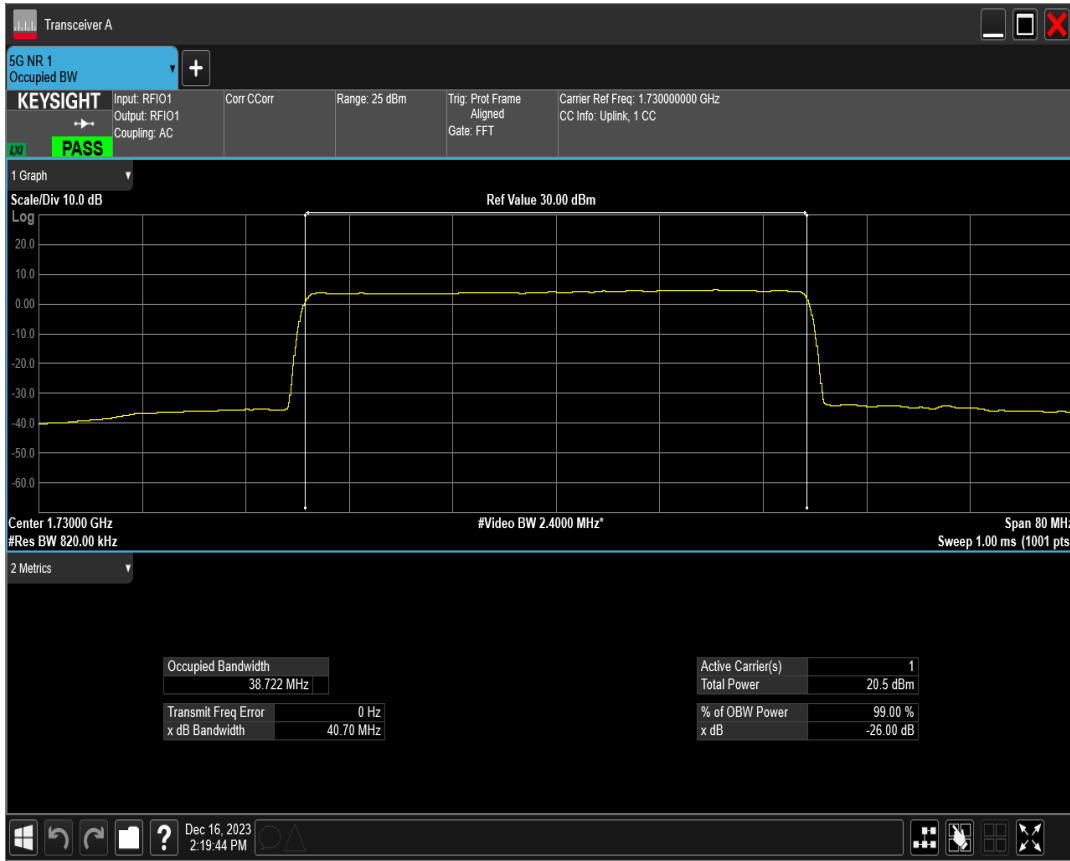 Transceiver A
5G NR 1
Occupied BW
+
KEYSIGHT
Input: RFIO1
Output: RFIO1
Coupling: AC
Corr CCorr
Range: 25 dBm
Trig: Prot Frame
Aligned
Gate: FFT
Carrier Ref Freq: 1.730000000 GHz
CC Info: Uplink, 1 CC
LXI
PASS
1 Graph
Scale/Div 10.0 dB
Ref Value 30.00 dBm
Log
20.0
10.0
0.00
-10.0
-20.0
-30.0
-40.0
-50.0
-60.0
Center 1.73000 GHz
#Video BW 2.4000 MHz*
Span 80 MHz
#Res BW 820.00 kHz
Sweep 1.00 ms (1001 pts
2 Metrics
Occupied Bandwidth
38.722 MHz
Transmit Freq Error 0 Hz
x dB Bandwidth 40.70 MHz
Active Carrier(s) 1
Total Power 20.5 dBm
% of OBW Power 99.00 %
x dB -26.00 dB
?
Dec 16, 2023
2:19:44 PM